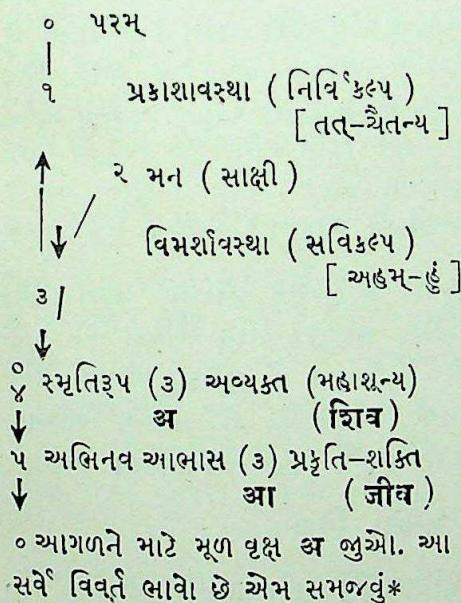 ૦ પરમ્
૧ પ્રકાશાવસ્થા ( નિર્વિકલ્પ )
[ તત્-ચૈતન્ય ]
૨ મન ( સાક્ષી )
વિમર્શાવસ્થા ( સવિકલ્પ )
[ અહમ્-હું ]
૩
૦
૪ સ્મૃતિરૂપ (૩) અવ્યક્ત (મહાશૂન્ય)
अ (शिव)
૫ અભિનવ આભાસ (૩) પ્રકૃતિ-શક્તિ
आ (जीव)
૦ આગળને માટે મૂળ વૃક્ષ अ જુઓ. આ
સર્વે વિવર્ત ભાવો છે એમ સમજવું*